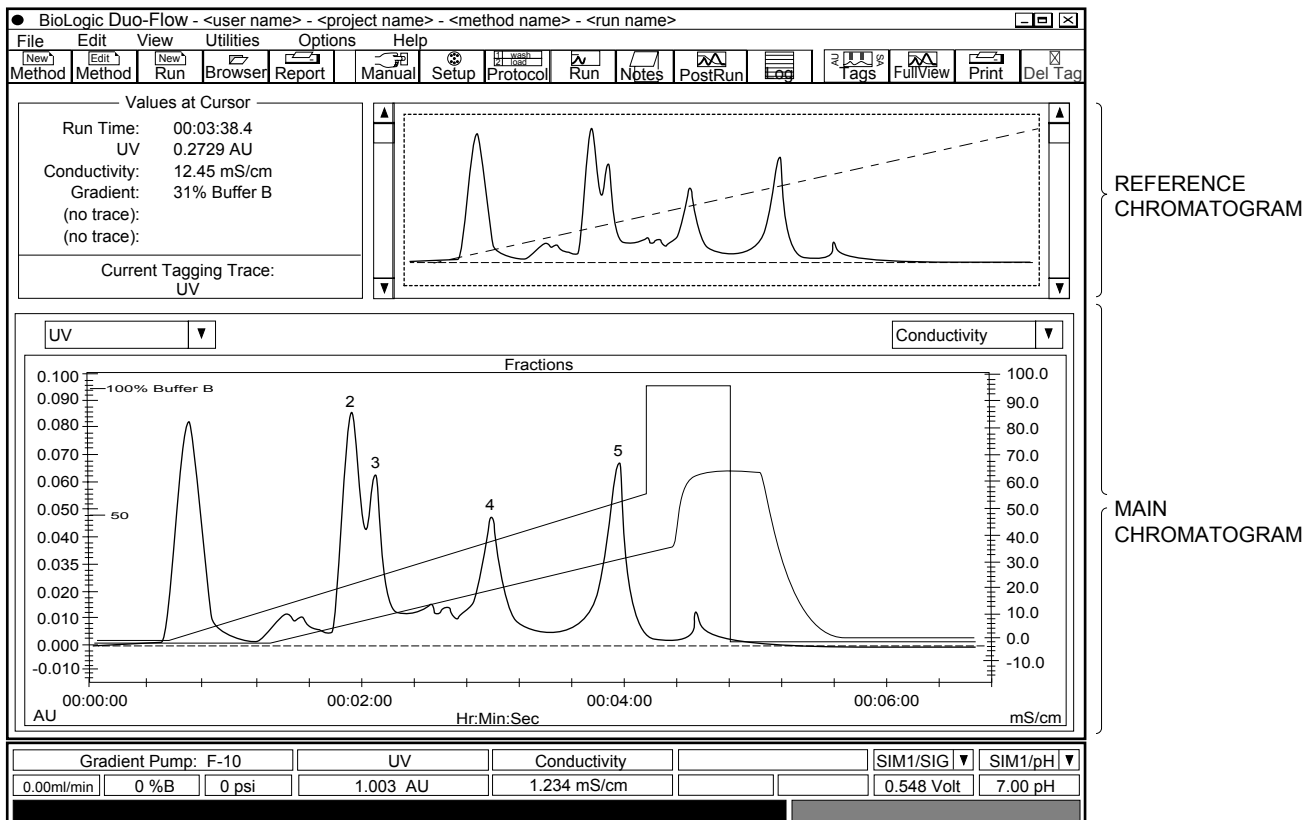 BioLogic Duo-Flow - <user name> - <project name> - <method name> - <run name>
File Edit View Utilities Options Help
New Method
Edit Method
New Run
Browser
Report
Manual
Setup
1 wash
2 load
Protocol
Run
Notes
PostRun
Log
AU SA
Tags
FullView
Print
Del Tag
Values at Cursor
Run Time: 00:03:38.4
UV 0.2729 AU
Conductivity: 12.45 mS/cm
Gradient: 31% Buffer B
(no trace):
(no trace):
Current Tagging Trace:
UV
REFERENCE
CHROMATOGRAM
UV
Conductivity
Fractions
0.100
0.090
0.080
0.070
0.060
0.050
0.040
0.035
0.020
0.010
0.000
-0.010
100% Buffer B
50
2
3
4
5
100.0
90.0
80.0
70.0
60.0
50.0
40.0
30.0
20.0
10.0
0.0
-10.0
00:00:00 00:02:00 00:04:00 00:06:00
AU Hr:Min:Sec mS/cm
MAIN
CHROMATOGRAM
Gradient Pump: F-10 UV Conductivity SIM1/SIG SIM1/pH
0.00ml/min 0 %B 0 psi 1.003 AU 1.234 mS/cm 0.548 Volt 7.00 pH